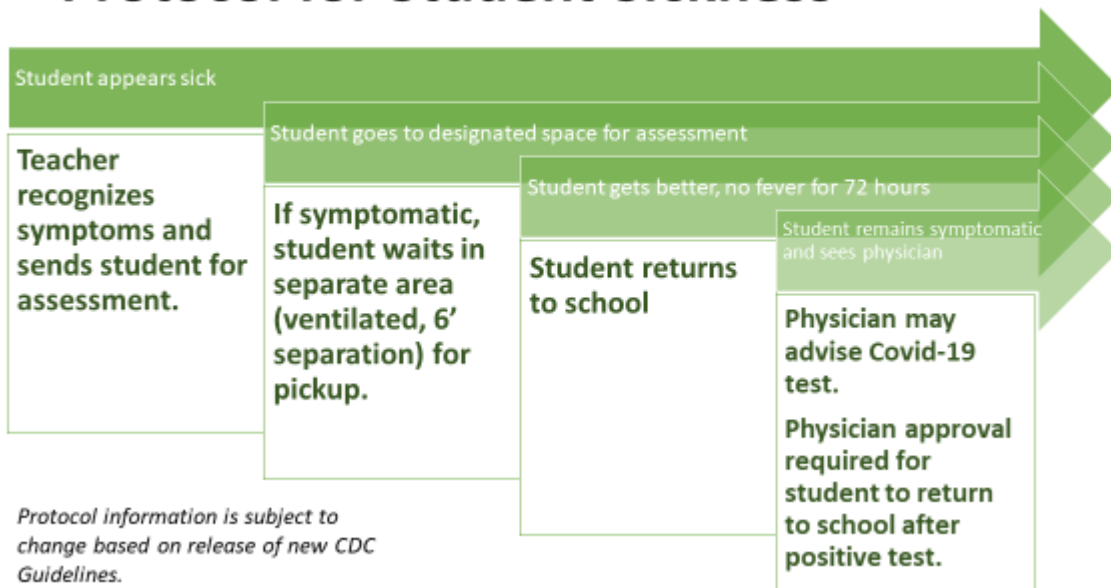 Protocol for Student Sickness
Student appears sick
Teacher
recognizes
symptoms and
sends student for
assessment.
Student goes to designated space for assessment
If symptomatic,
student waits in
separate area
(ventilated, 6’
separation) for
pickup.
Student gets better, no fever for 72 hours
Student returns
to school
Student remains symptomatic
and sees physician
Physician may
advise Covid-19
test.
Physician approval
required for
student to return
to school after
positive test.
Protocol information is subject to
change based on release of new CDC
Guidelines.